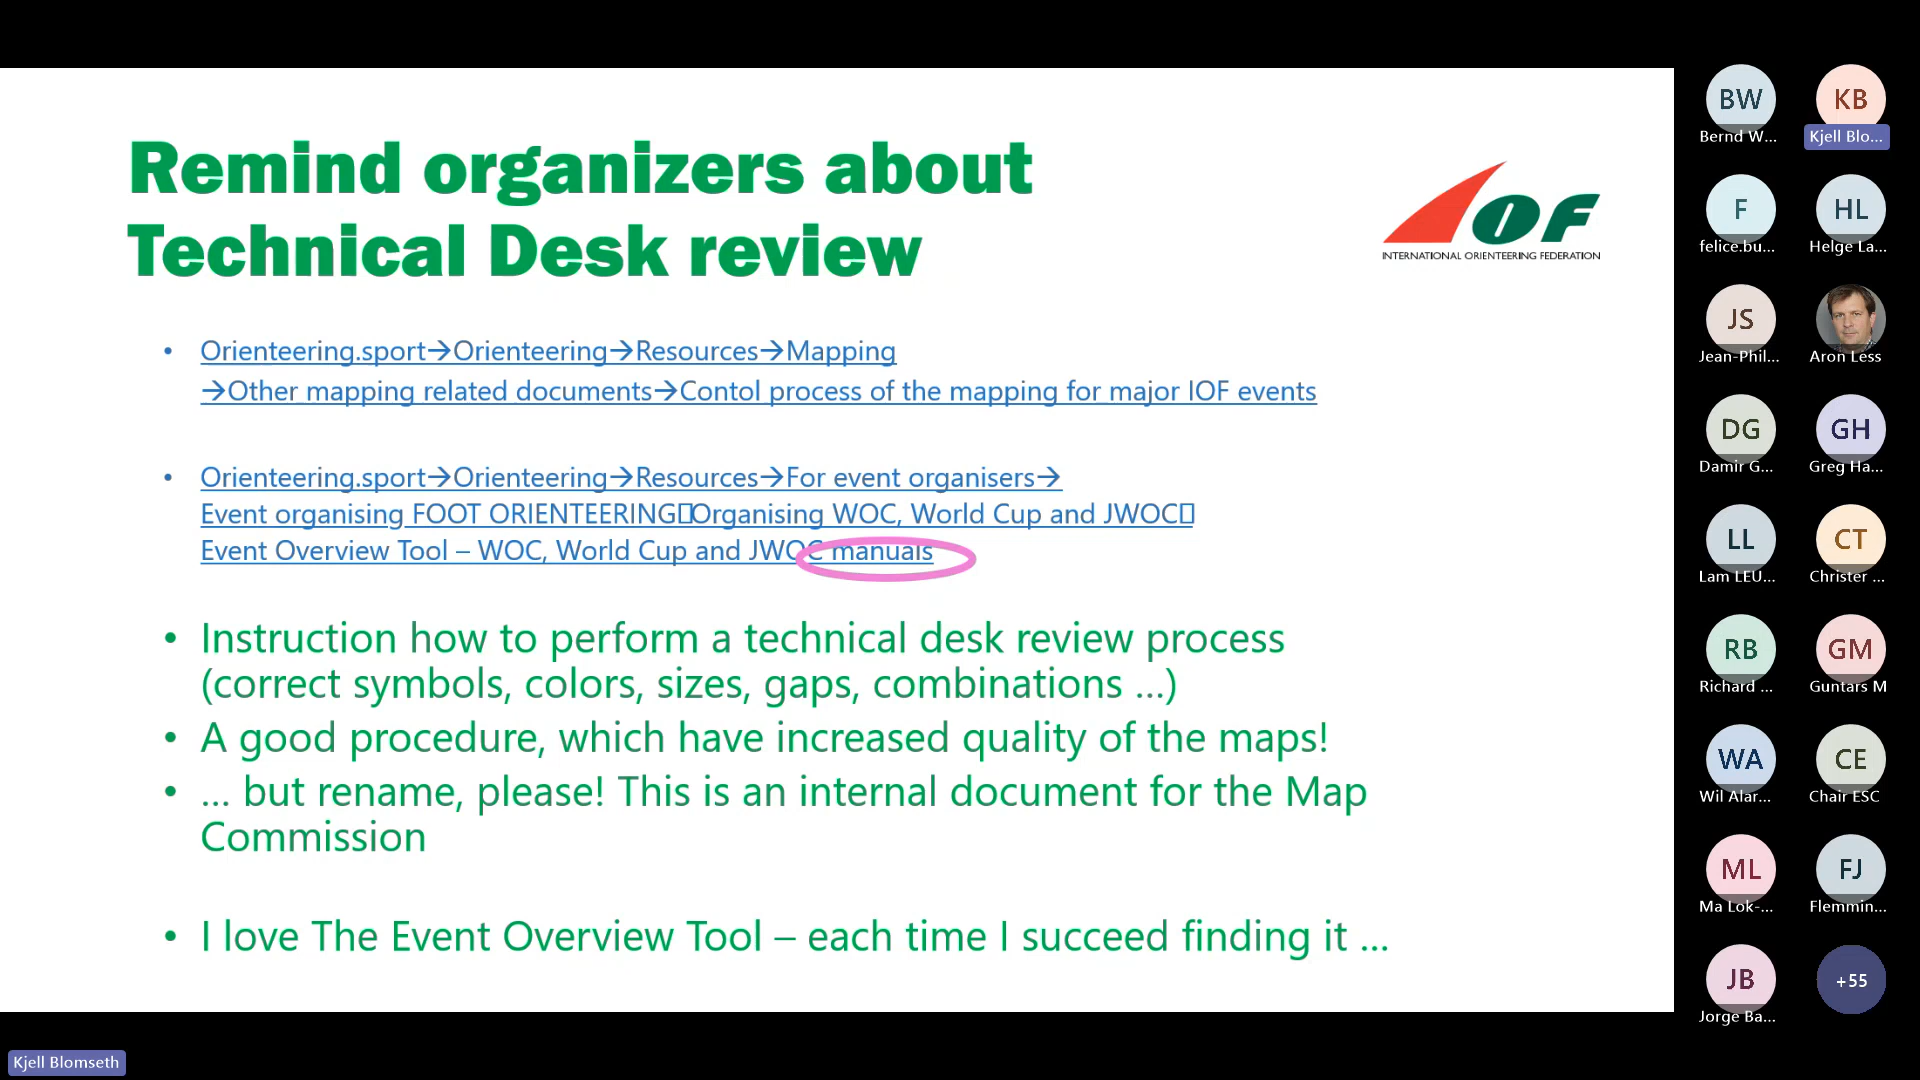 Remind organizers about
Technical Desk review
IOF
INTERNATIONAL ORIENTEERING FEDERATION
• Orienteering.sport→Orienteering→Resources→Mapping
→Other mapping related documents→Contol process of the mapping for major IOF events
• Orienteering.sport→Orienteering→Resources→For event organisers→
Event organising FOOT ORIENTEERING▯Organising WOC, World Cup and JWOC▯
Event Overview Tool – WOC, World Cup and JWOC manuals
• Instruction how to perform a technical desk review process
(correct symbols, colors, sizes, gaps, combinations ...)
• A good procedure, which have increased quality of the maps!
• ... but rename, please! This is an internal document for the Map
Commission
• I love The Event Overview Tool – each time I succeed finding it ...
BW
Bernd W...
KB
Kjell Blo...
F
felice.bu...
HL
Helge La...
JS
Jean-Phil...
Aron Less
DG
Damir G...
GH
Greg Ha...
LL
Lam LEU...
CT
Christer ...
RB
Richard ...
GM
Guntars M
WA
Wil Alar...
CE
Chair ESC
ML
Ma Lok-...
FJ
Flemmin...
JB
Jorge Ba...
+55
Kjell Blomseth